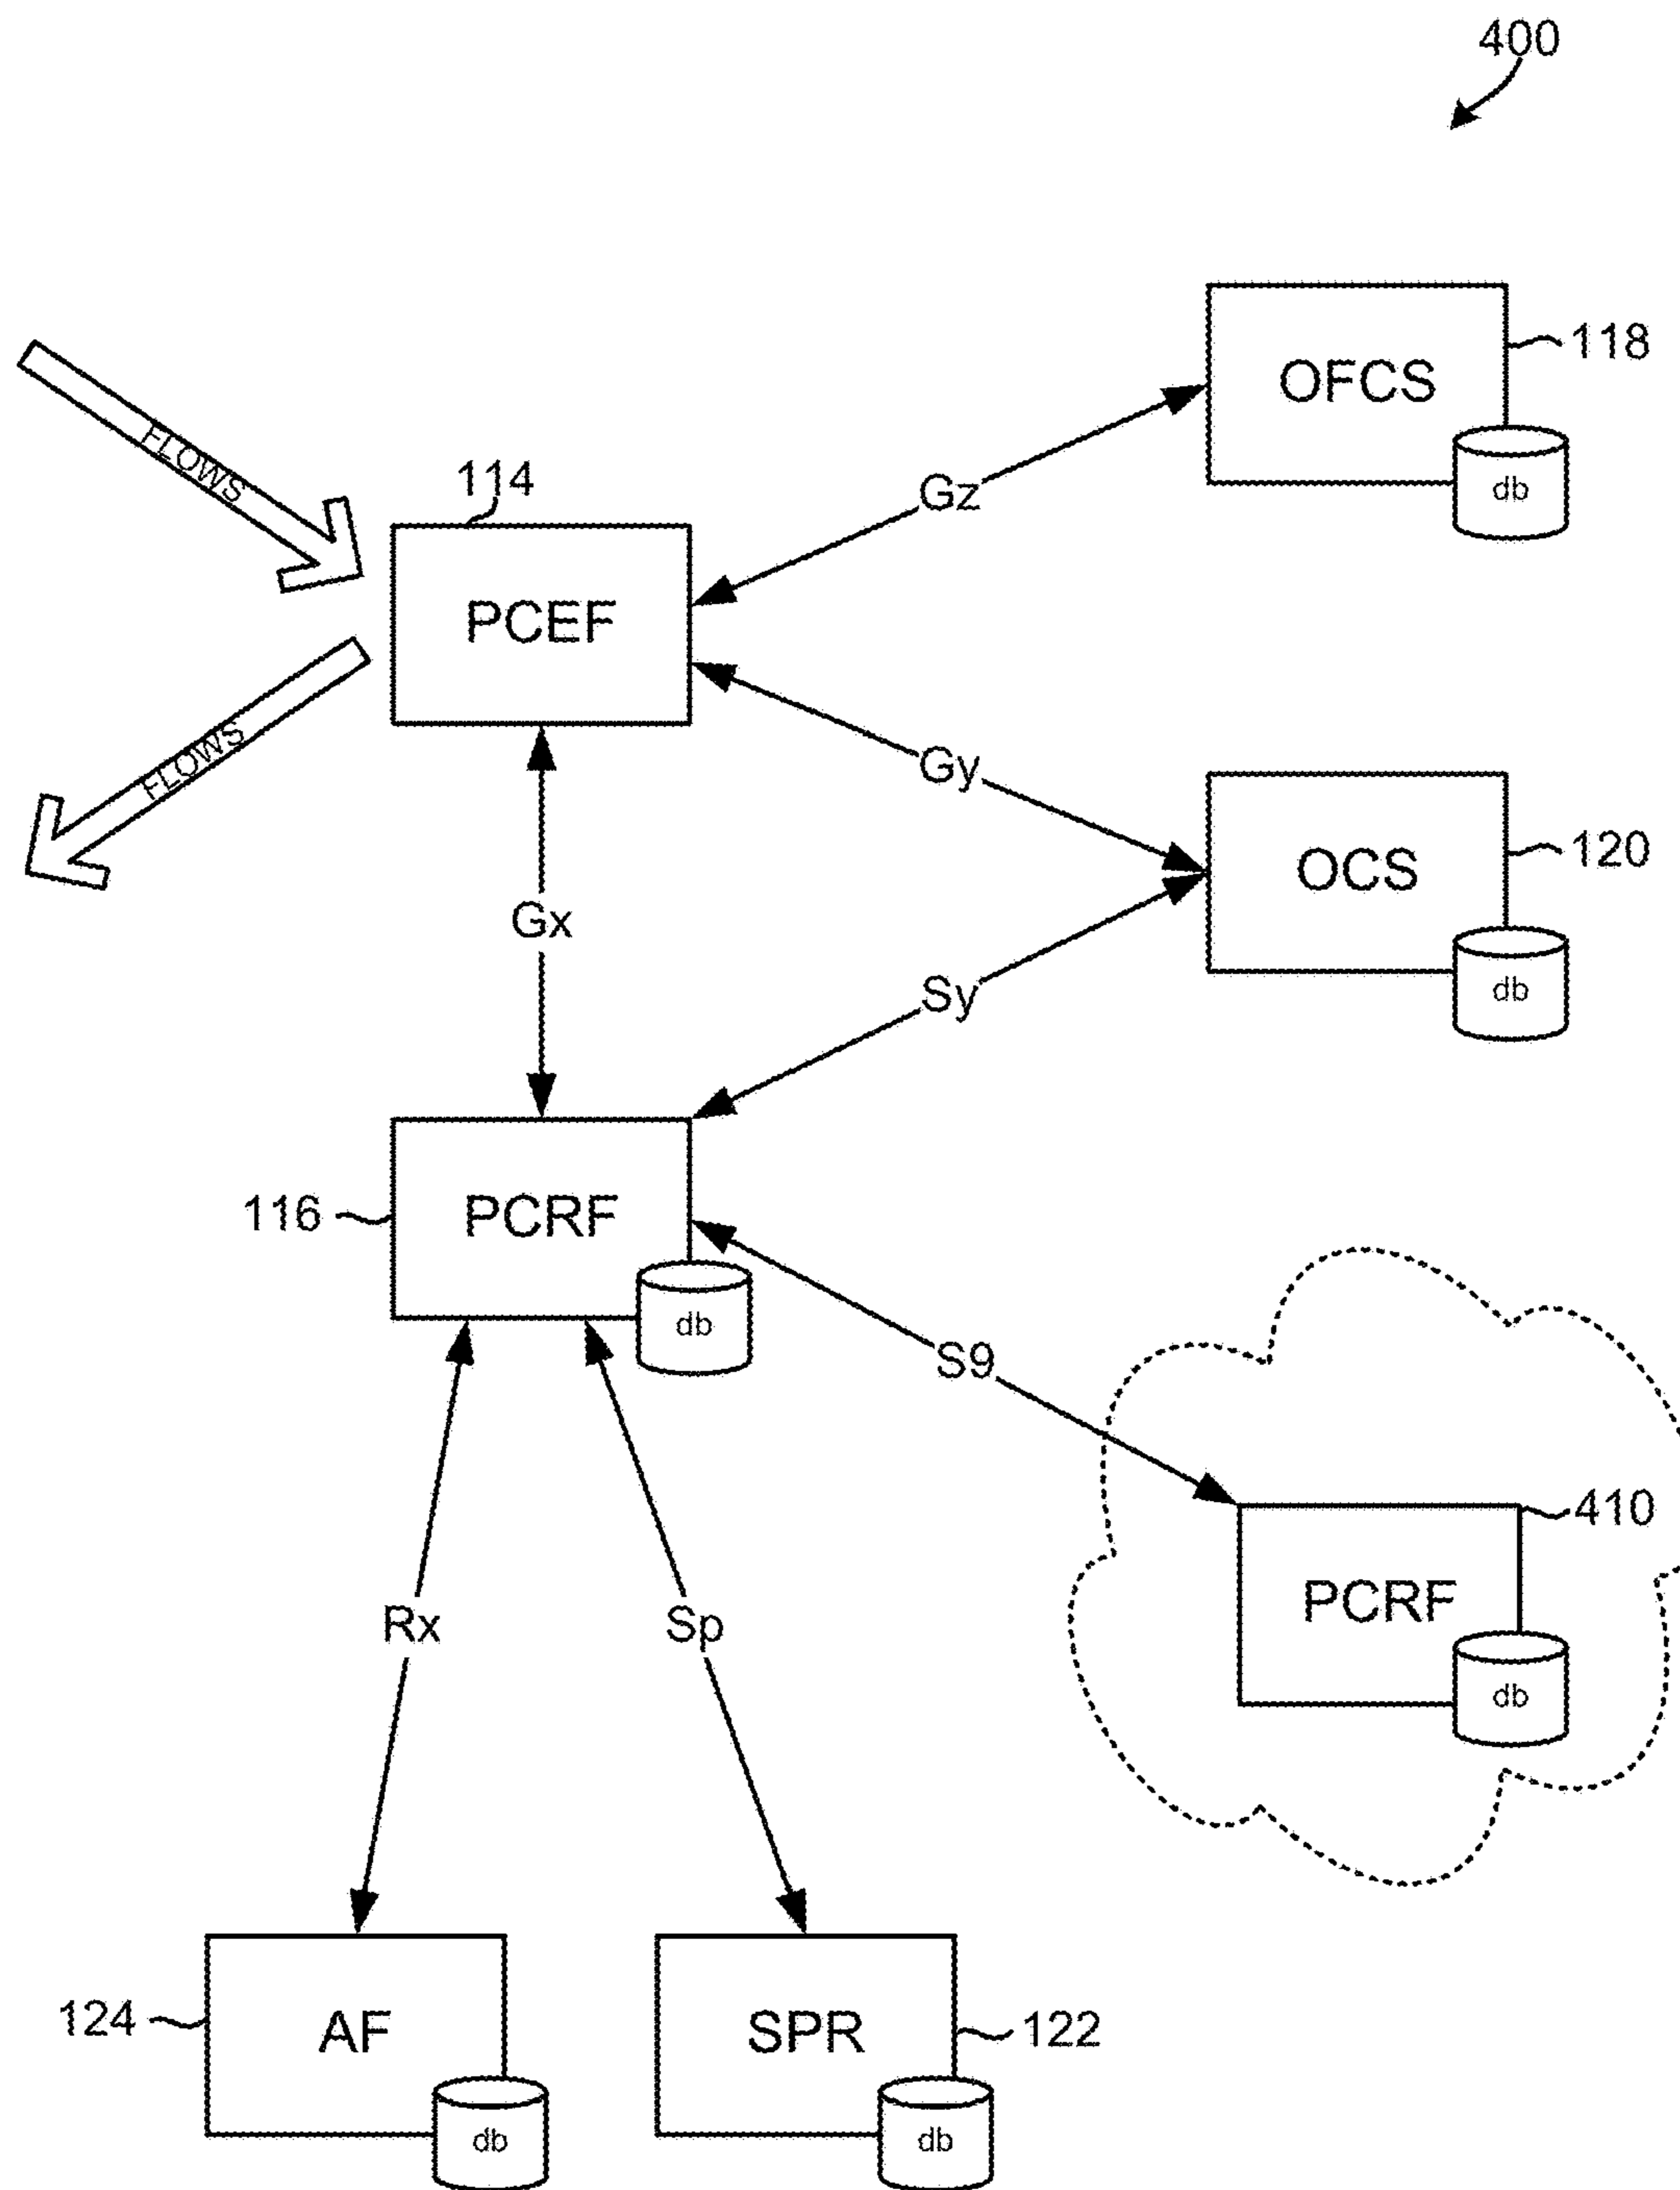 400
OFCS
118
db
FLOWS
114
Gz
PCEF
FLOWS
Gy
OCS
120
db
Gx
Sy
116
PCRF
db
S9
410
PCRF
db
Rx
Sp
124
AF
db
SPR
122
db